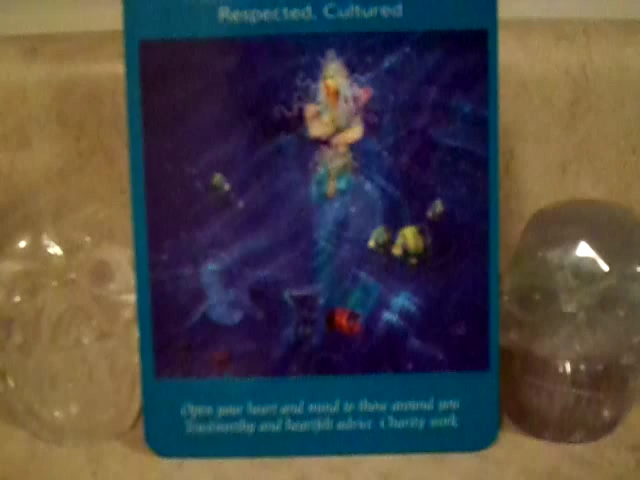 Respected, Cultured
Open your heart and mind to those around you
Trustworthy and heartfelt advice. Charity work